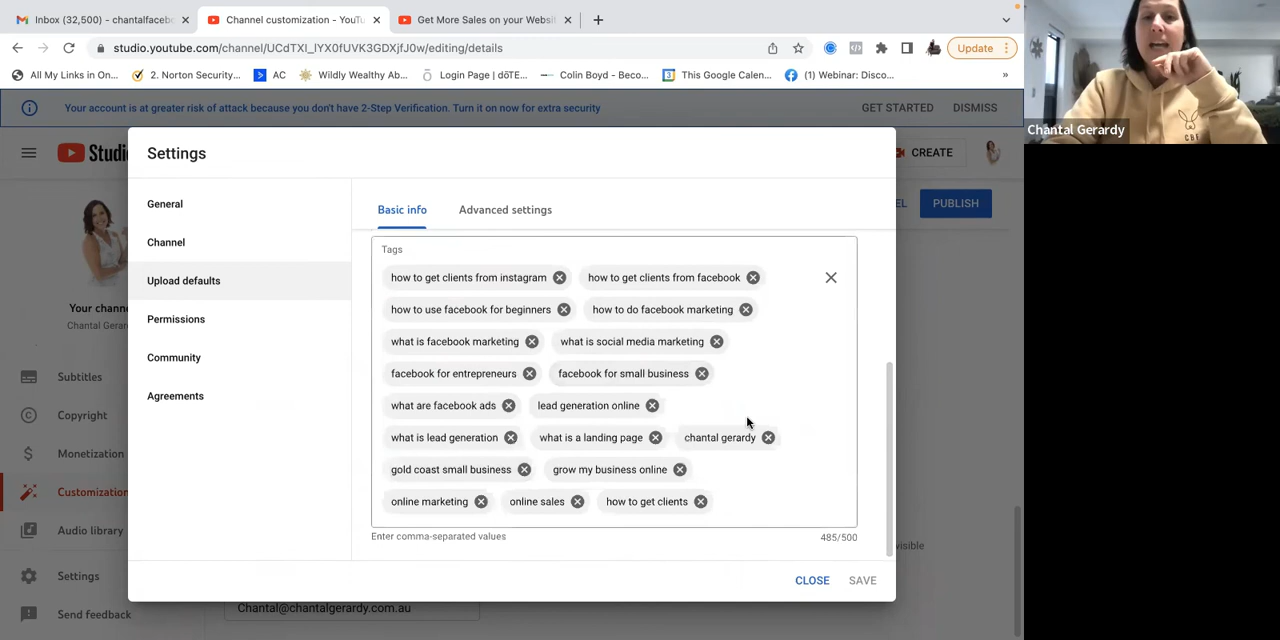 Inbox (32,500) - chantalfacebo
Channel customization - YouTu
Get More Sales on your Websi
studio.youtube.com/channel/UCdTXI_lYX0fUVK3GDXjfJ0w/editing/details
Update
All My Links in On...
2. Norton Security...
AC
Wildly Wealthy Ab...
Login Page | dōTE...
Colin Boyd - Beco...
This Google Calen...
(1) Webinar: Disco...
»
Your account is at greater risk of attack because you don't have 2-Step Verification. Turn it on now for extra security
GET STARTED
DISMISS
Studi
CREATE
EL
PUBLISH
Your chann
Chantal Gerar
Subtitles
Copyright
Monetization
Customization
Audio library
Settings
Send feedback
Settings
General
Channel
Upload defaults
Permissions
Community
Agreements
Basic info
Advanced settings
Tags
how to get clients from instagram
how to get clients from facebook
how to use facebook for beginners
how to do facebook marketing
what is facebook marketing
what is social media marketing
facebook for entrepreneurs
facebook for small business
what are facebook ads
lead generation online
what is lead generation
what is a landing page
chantal gerardy
gold coast small business
grow my business online
online marketing
online sales
how to get clients
Enter comma-separated values
485/500
CLOSE
SAVE
visible
Chantal@chantalgerardy.com.au
Chantal Gerardy
CBF